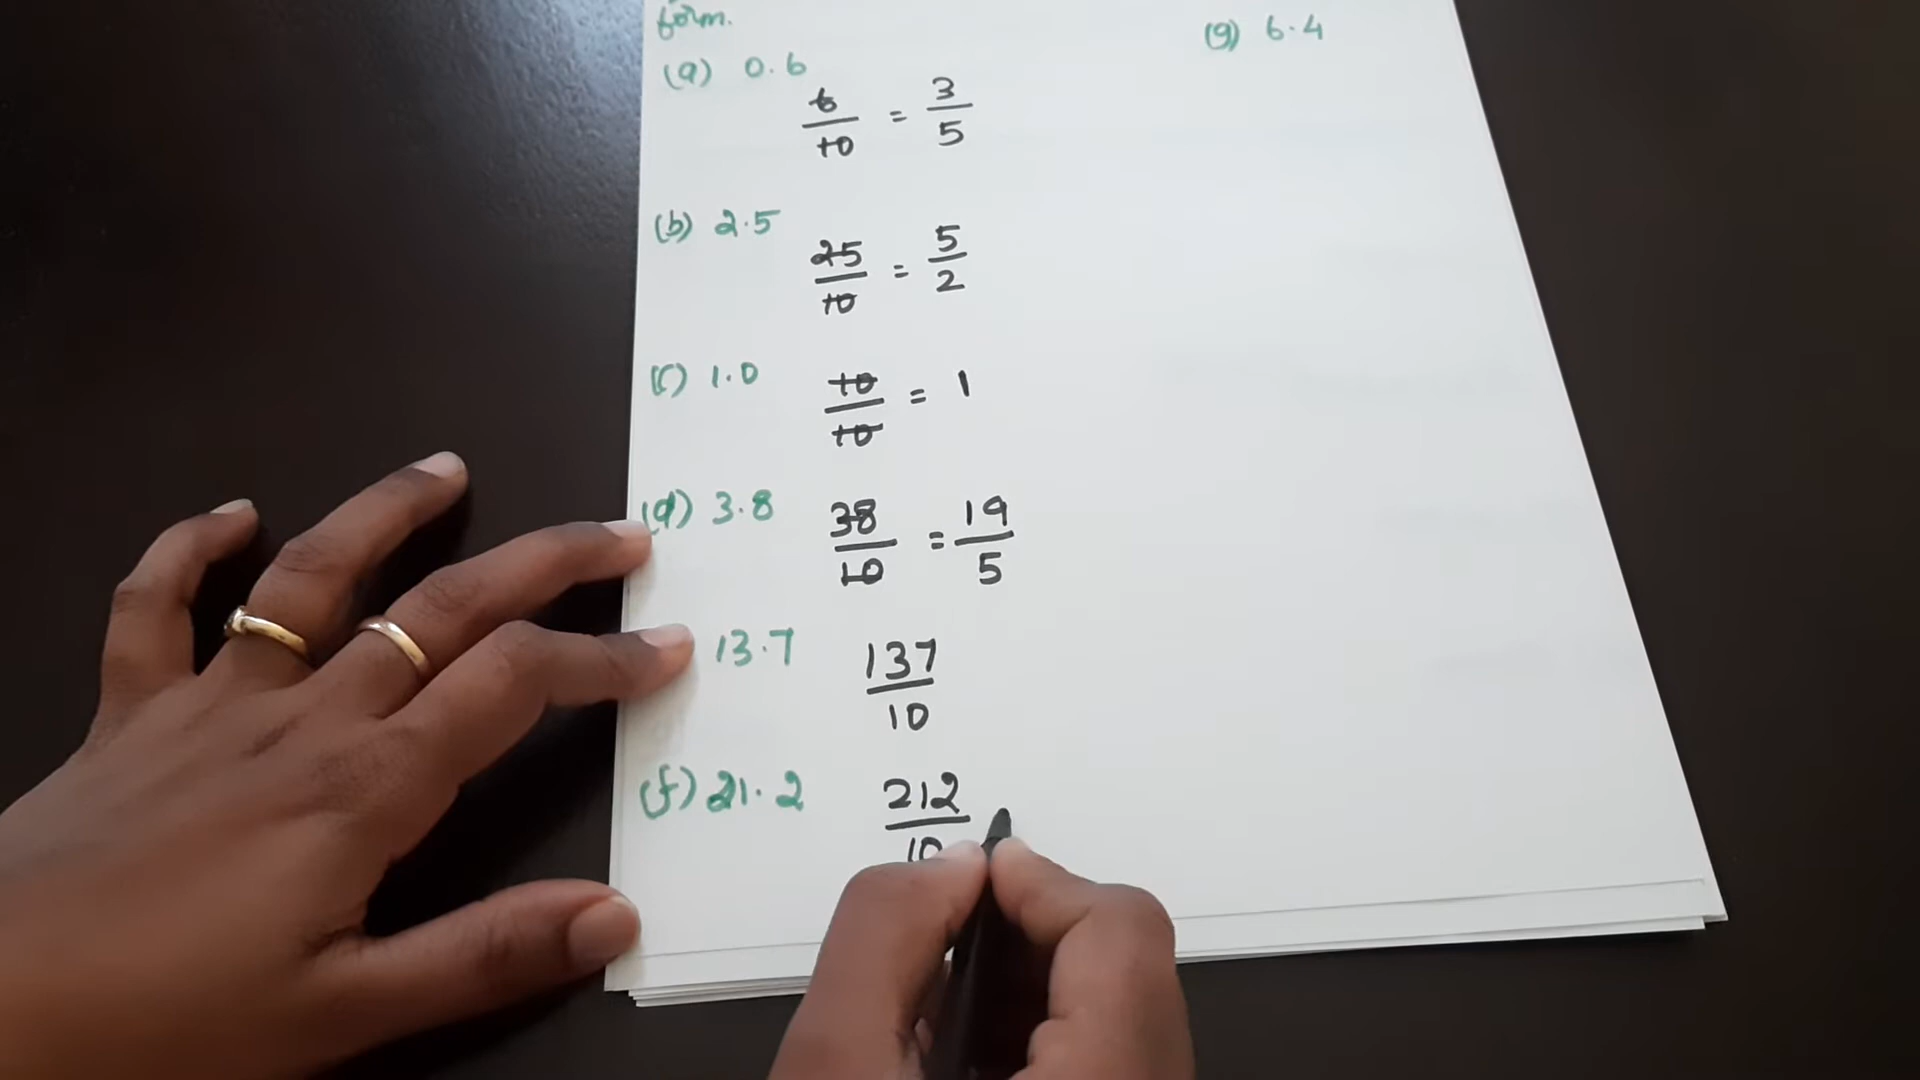 form.
(a) 0.6
6/10 = 3/5
(b) 2.5
25/10 = 5/2
(c) 1.0
10/10 = 1
(d) 3.8
38/10 = 19/5
13.7
137/10
(f) 21.2
212/10
(g) 6.4